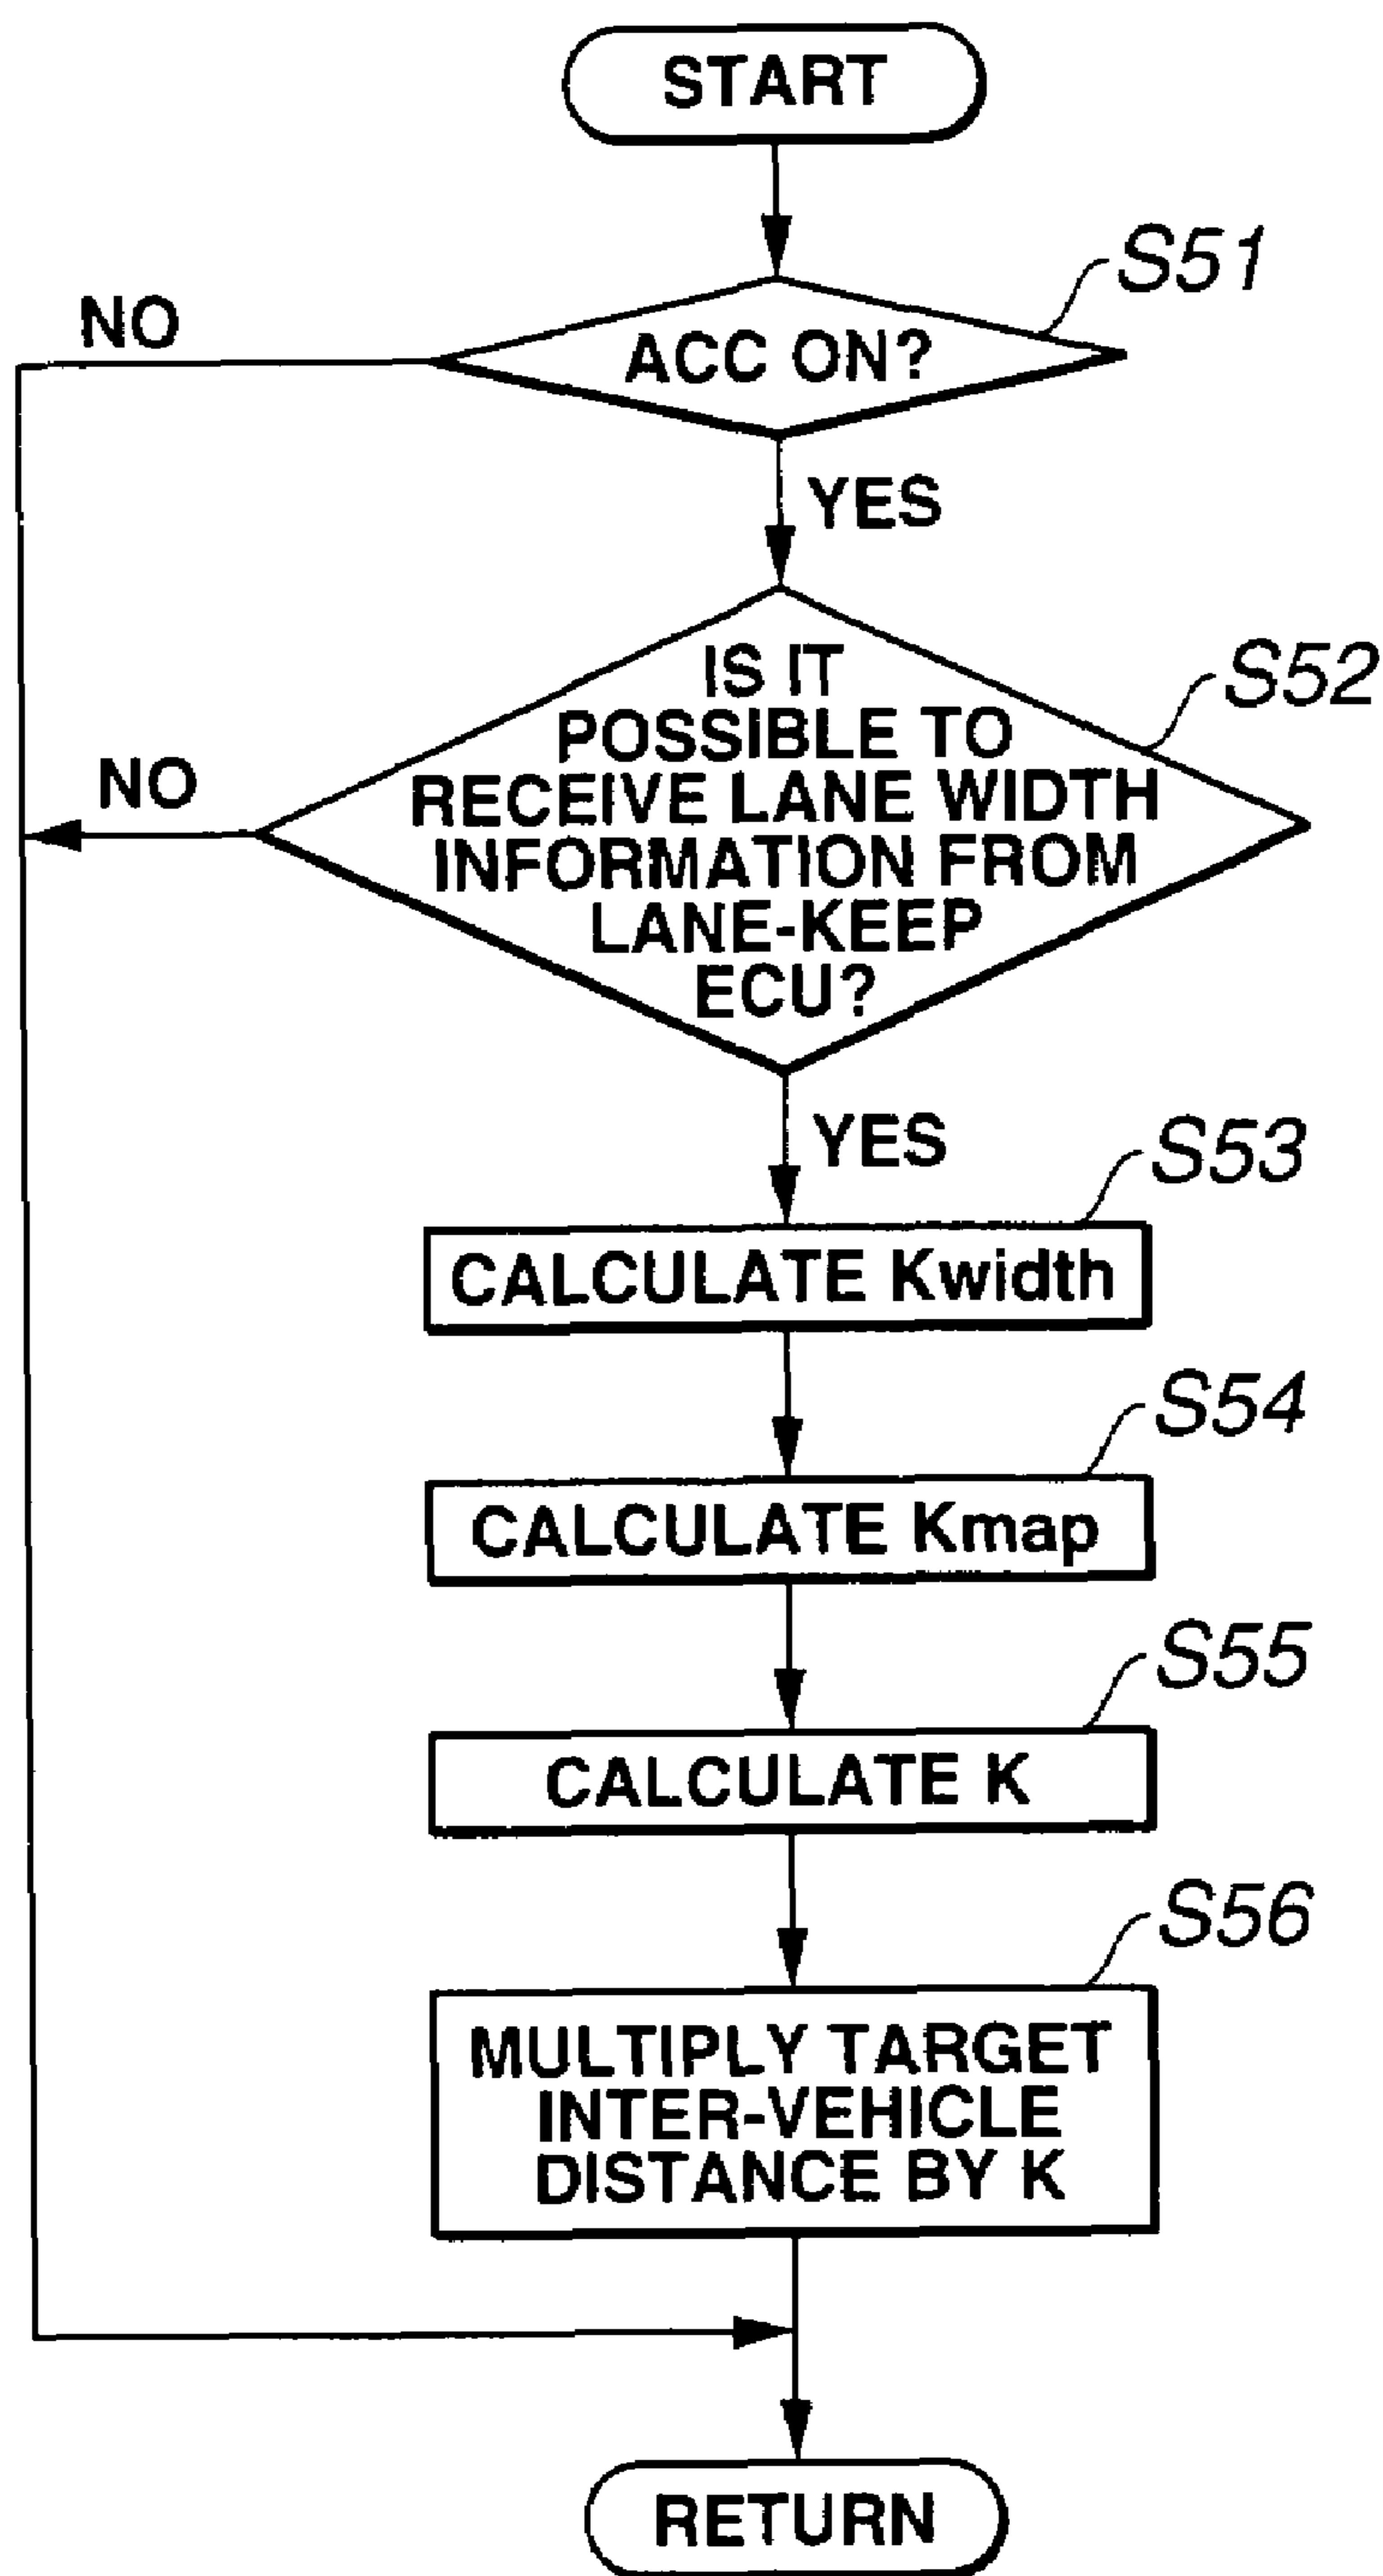 START
S51
NO
ACC ON?
YES
S52
IS IT
POSSIBLE TO
NO
RECEIVE LANE WIDTH
INFORMATION FROM
LANE-KEEP
ECU?
YES
S53
CALCULATE Kwidth
S54
CALCULATE Kmap
S55
CALCULATE K
S56
MULTIPLY TARGET
INTER-VEHICLE
DISTANCE BY K
RETURN